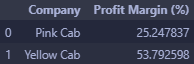 Company Profit Margin (%)
0 Pink Cab 25.247837
1 Yellow Cab 53.792598